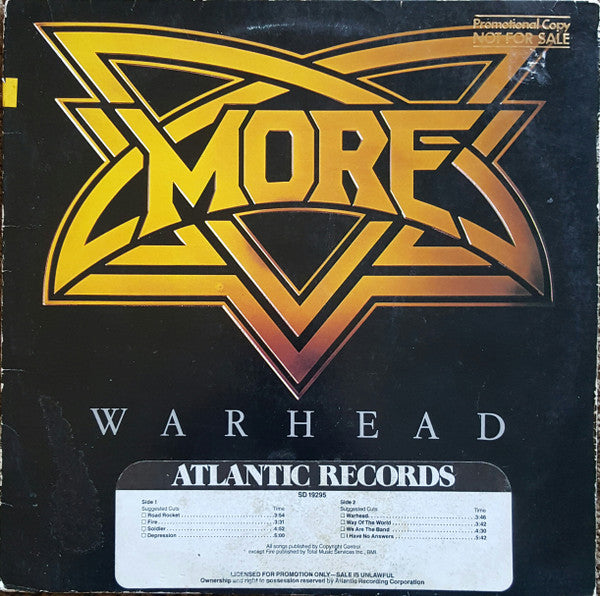 Promotional Copy
NOT FOR SALE
MORE
WARHEAD
ATLANTIC RECORDS
SD 19295
Side 1
Suggested Cuts Time
☐ Road Rocket 3:54
☐ Fire 3:31
☐ Soldier 4:52
☐ Depression 5:00
Side 2
Suggested Cuts Time
☐ Warhead 3:46
☐ Way Of The World 3:42
☐ We Are The Band 4:30
☐ I Have No Answers 5:42
All songs published by Copyright Control
except Fire published by Total Music Services Inc., BMI.
LICENSED FOR PROMOTION ONLY—SALE IS UNLAWFUL
Ownership and right to possession reserved by Atlantic Recording Corporation